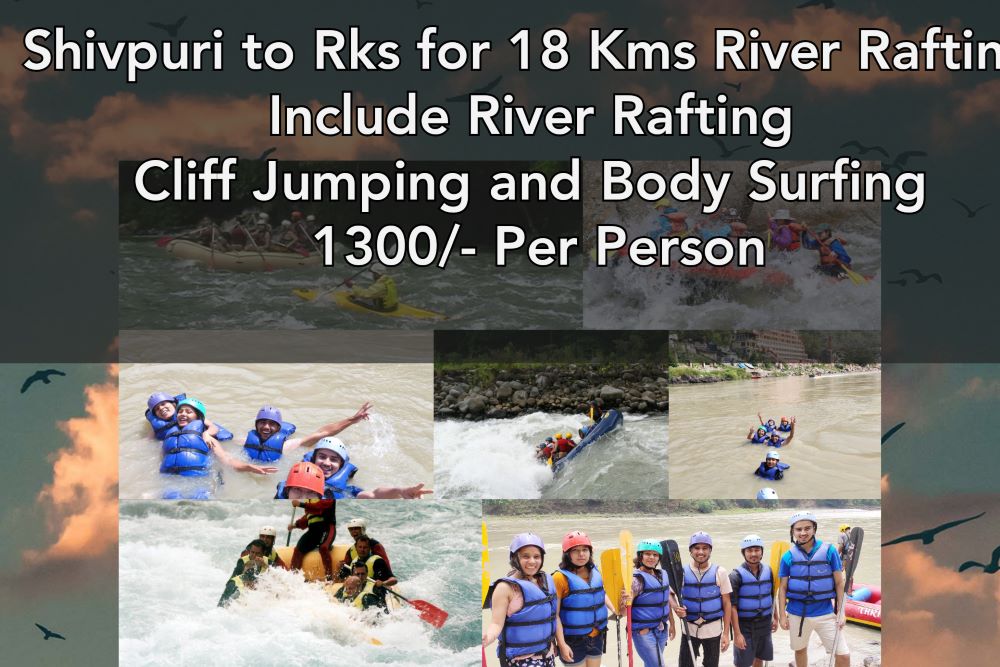 Shivpuri to Rks for 18 Kms River Raftin
Include River Rafting
Cliff Jumping and Body Surfing
1300/- Per Person